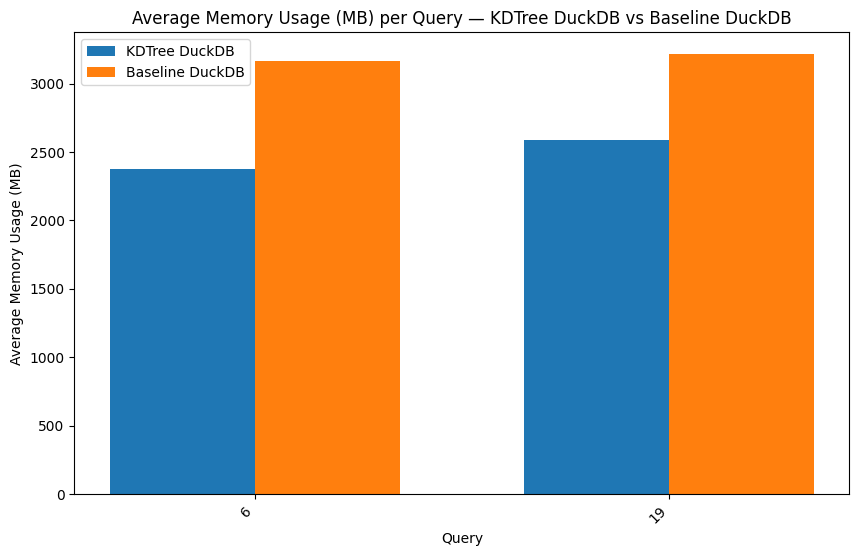 Average Memory Usage (MB) per Query — KDTree DuckDB vs Baseline DuckDB
KDTree DuckDB
Baseline DuckDB
Average Memory Usage (MB)
3000
2500
2000
1500
1000
500
0
6
19
Query